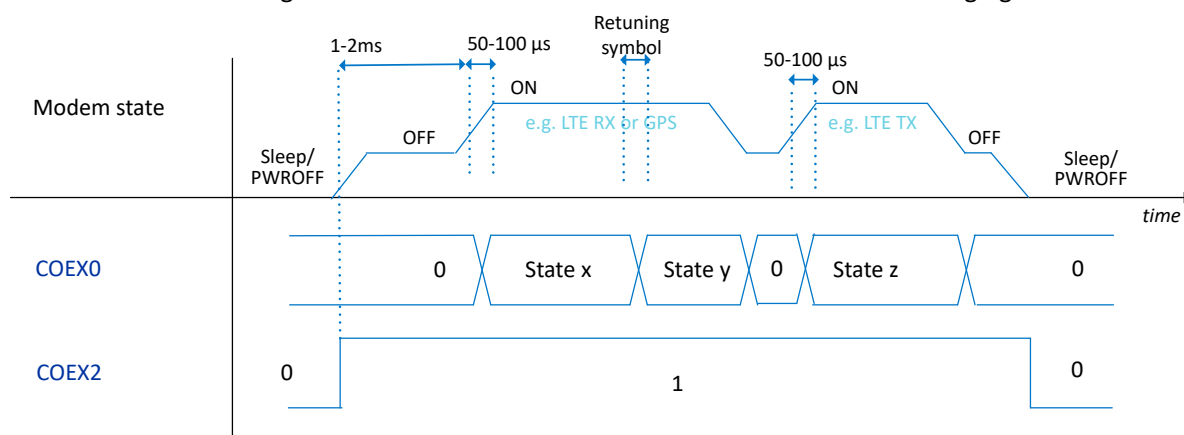 Retuning
symbol
1-2ms
50-100 µs
50-100 µs
ON
ON
Modem state
e.g. LTE RX or GPS
e.g. LTE TX
OFF
OFF
Sleep/
PWROFF
Sleep/
PWROFF
time
COEX0
0
State x
State y
0
State z
0
COEX2
0
1
0